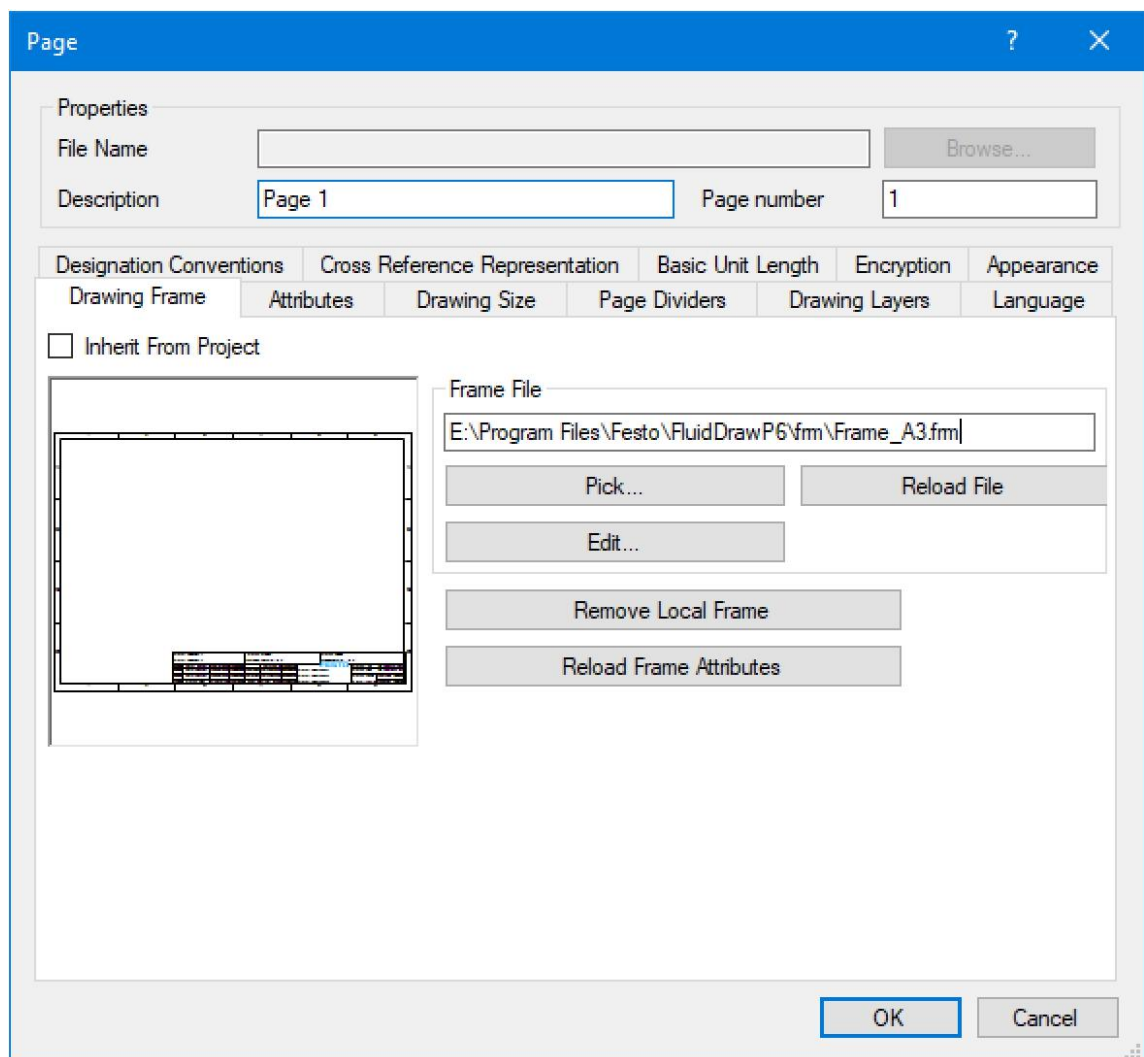 Page ?
Properties
File Name Browse...
Description Page 1 Page number 1
Designation Conventions Cross Reference Representation Basic Unit Length Encryption Appearance
Drawing Frame Attributes Drawing Size Page Dividers Drawing Layers Language
Inherit From Project
Frame File
E:\Program Files\Festo\FluidDrawP6\frm\Frame_A3.frm
Pick... Reload File
Edit...
Remove Local Frame
Reload Frame Attributes
OK Cancel